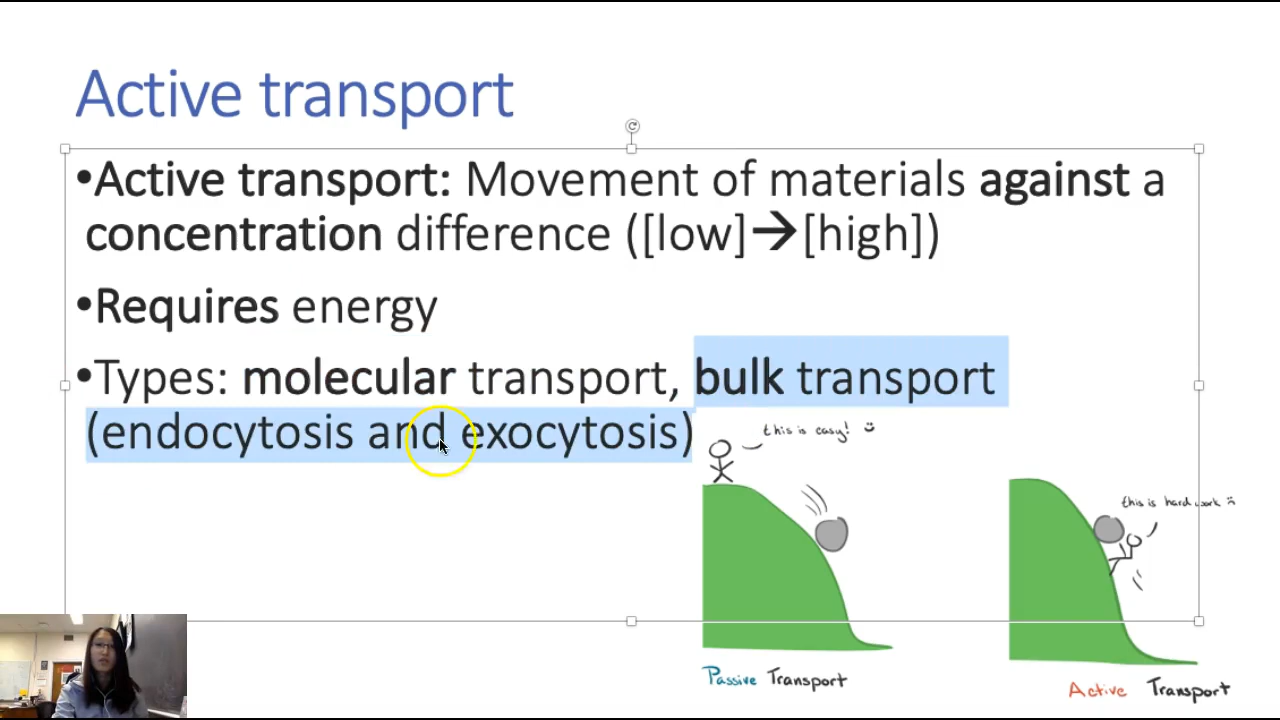 Active transport
•Active transport: Movement of materials against a
concentration difference ([low]→[high])
•Requires energy
•Types: molecular transport, bulk transport
(endocytosis and exocytosis)
this is easy! :)
this is hard work :(
Passive Transport
Active Transport